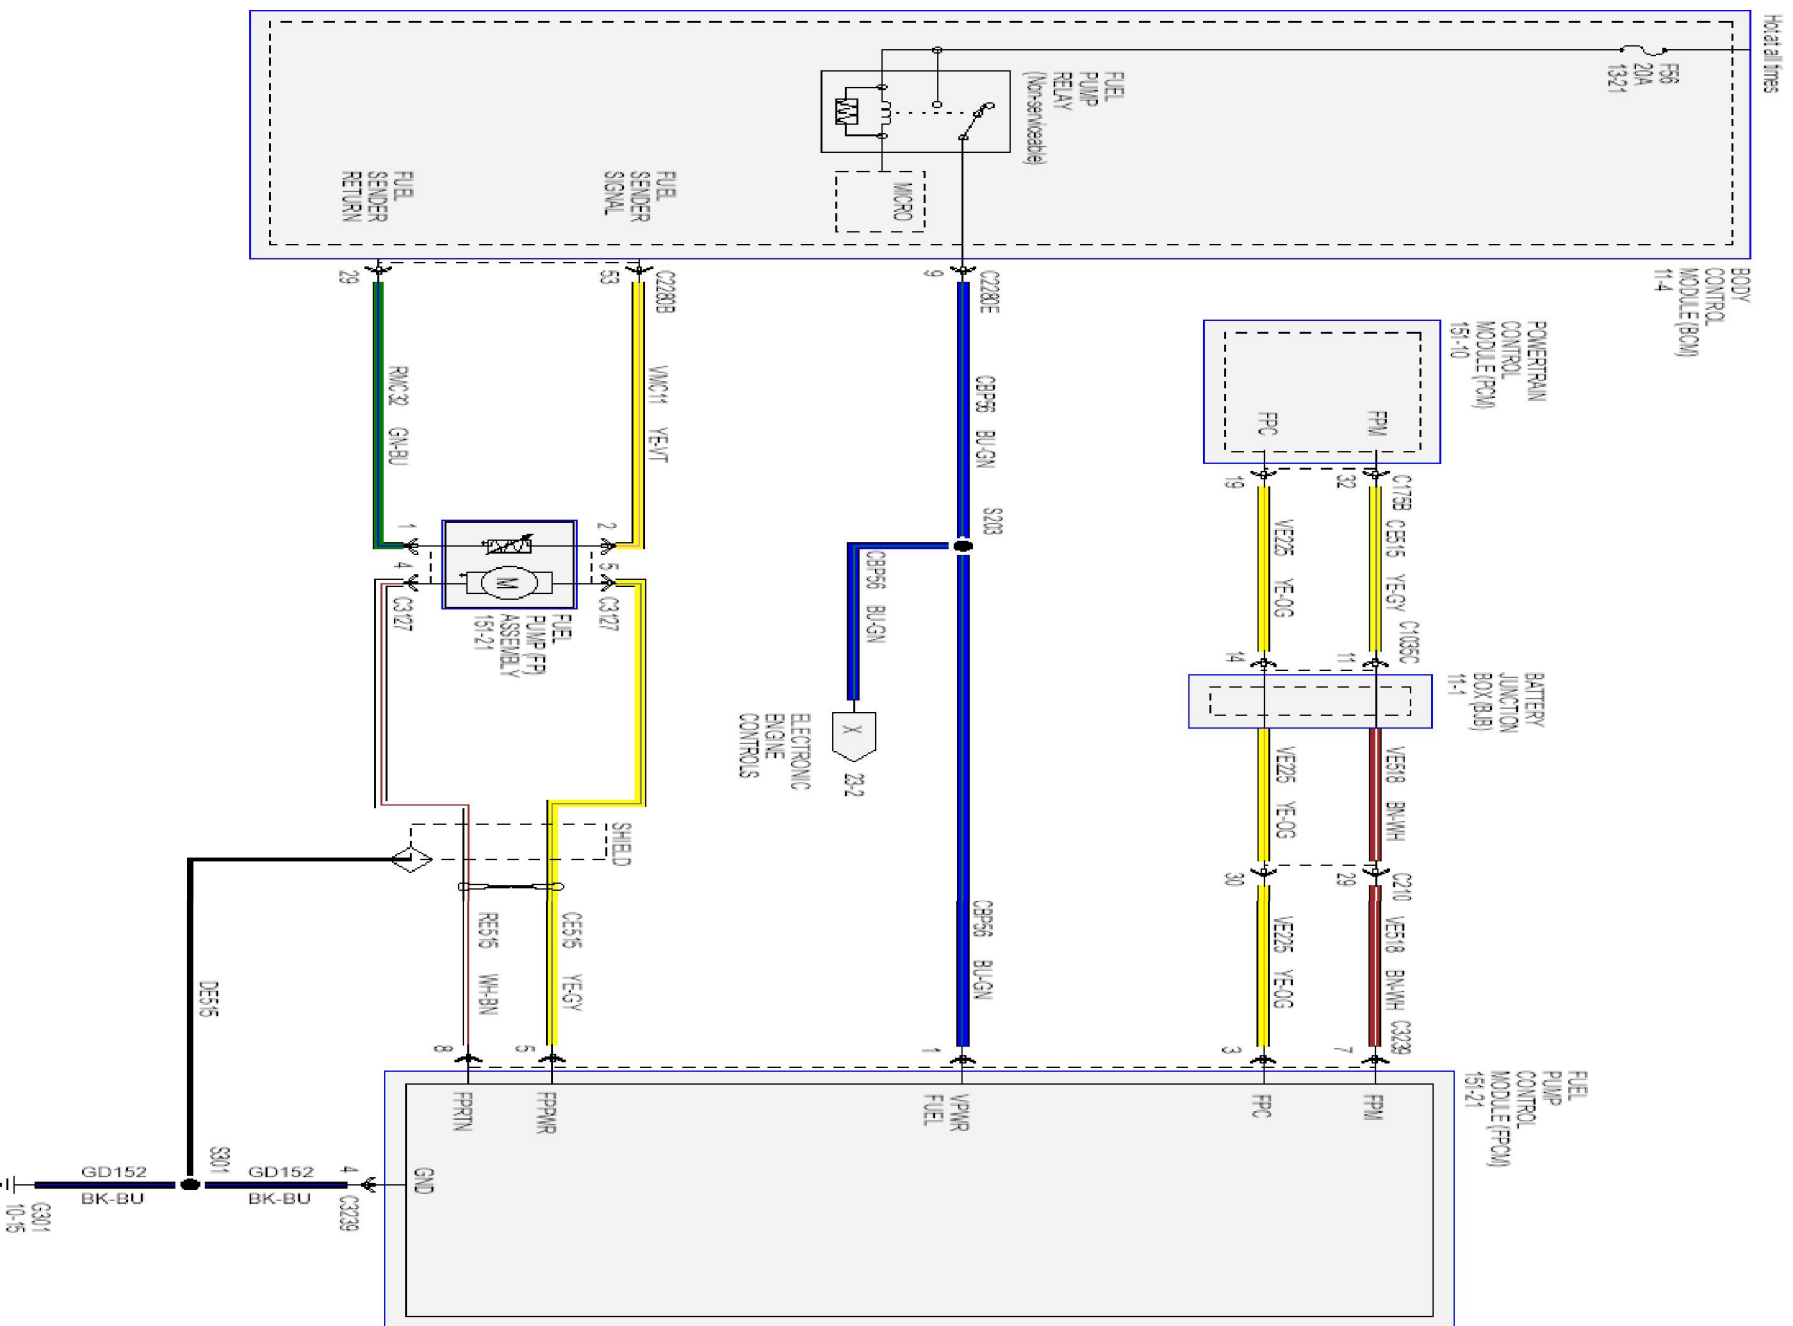 Hot at all times
F56
20A
13-21
FUEL
PUMP
RELAY
(Non-serviceable)
MICRO
FUEL
SENDER
SIGNAL
FUEL
SENDER
RETURN
BODY
CONTROL
MODULE (BCM)
11-4
C2280E
9
C2280B
53
29
POWERTRAIN
CONTROL
MODULE (PCM)
151-10
FPM
FPC
C175B
32
19
CE515 YE-GY
VE225 YE-OG
CBP56 BU-GN
VMC11 YE-VT
RMC32 GN-BU
S203
CBP56 BU-GN
X
23-2
ELECTRONIC
ENGINE
CONTROLS
2
1
5
4
C3127
C3127
FUEL
PUMP (FP)
ASSEMBLY
151-21
M
C1035C
11
14
BATTERY
JUNCTION
BOX (BJB)
11-1
VE518 BN-WH
VE225 YE-OG
C210
29
30
VE518 BN-WH
VE225 YE-OG
CBP56 BU-GN
SHIELD
CE515 YE-GY
RE515 WH-BN
DE515
C3239
7
3
1
5
8
FUEL
PUMP
CONTROL
MODULE (FPCM)
151-21
FPM
FPC
VPWR
FUEL
FPPWR
FPRTN
GND
4
C3239
GD152
BK-BU
S301
GD152
BK-BU
G301
10-15